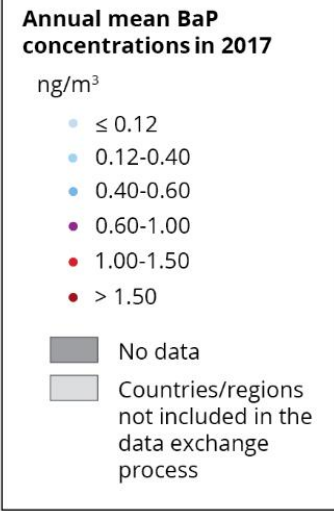 Annual mean BaP
concentrations in 2017
ng/m³
≤ 0.12
0.12-0.40
0.40-0.60
0.60-1.00
1.00-1.50
> 1.50
No data
Countries/regions
not included in the
data exchange
process